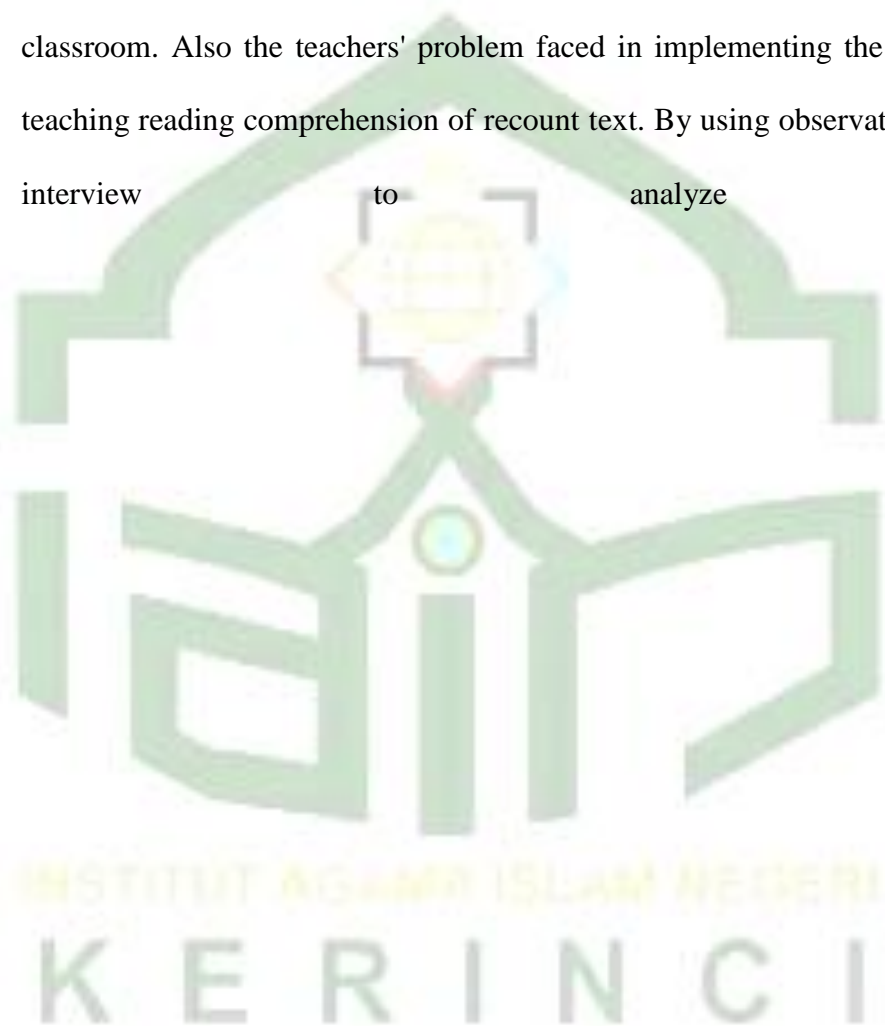 classroom. Also the teachers' problem faced in implementing the
teaching reading comprehension of recount text. By using observat
interview to analyze
INSTITUT AGAMA ISLAM NEGERI
KERINCI